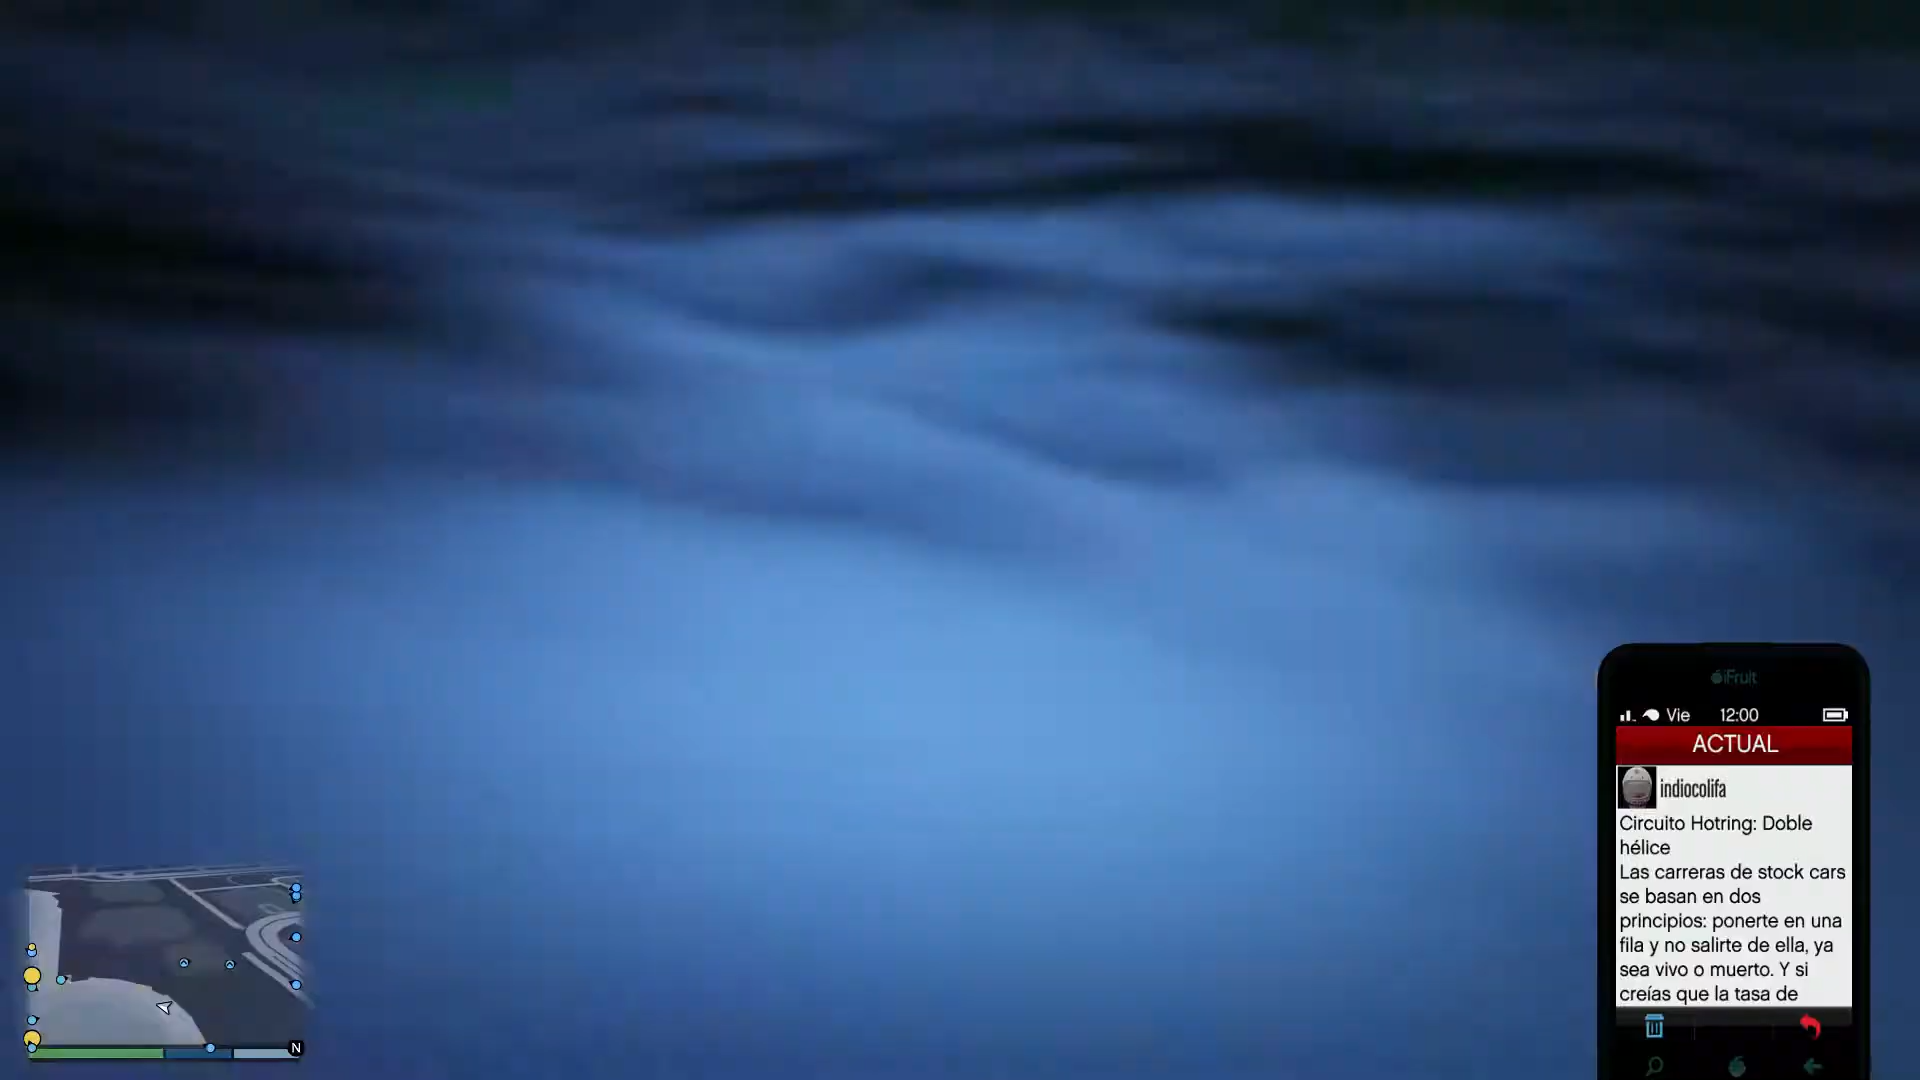 iFruit
Vie 12:00
ACTUAL
indiocolifa
Circuito Hotring: Doble
hélice
Las carreras de stock cars
se basan en dos
principios: ponerte en una
fila y no salirte de ella, ya
sea vivo o muerto. Y si
creías que la tasa de
N